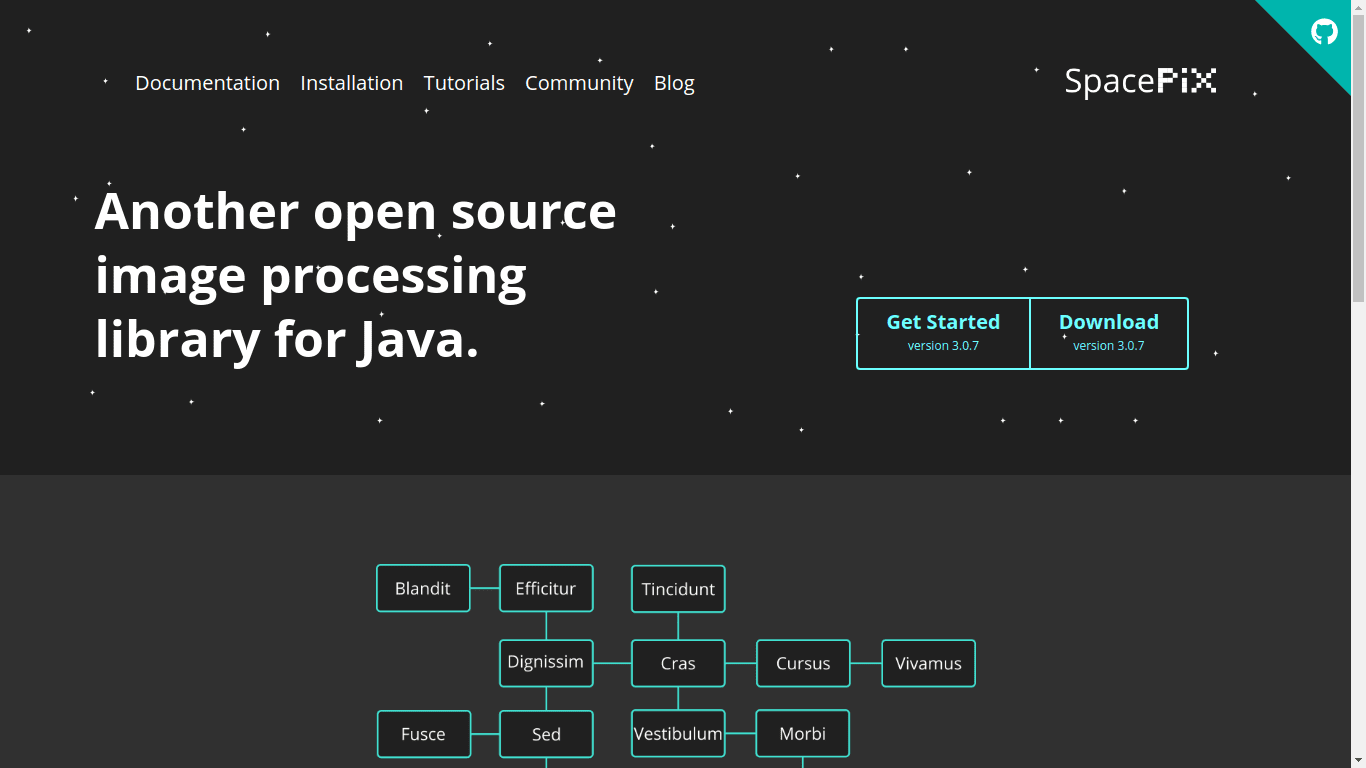 Documentation Installation Tutorials Community Blog
SpacePiX
Another open source
image processing
library for Java.
Get Started Download
version 3.0.7 version 3.0.7
Blandit Efficitur Tincidunt
Dignissim Cras Cursus Vivamus
Fusce Sed Vestibulum Morbi